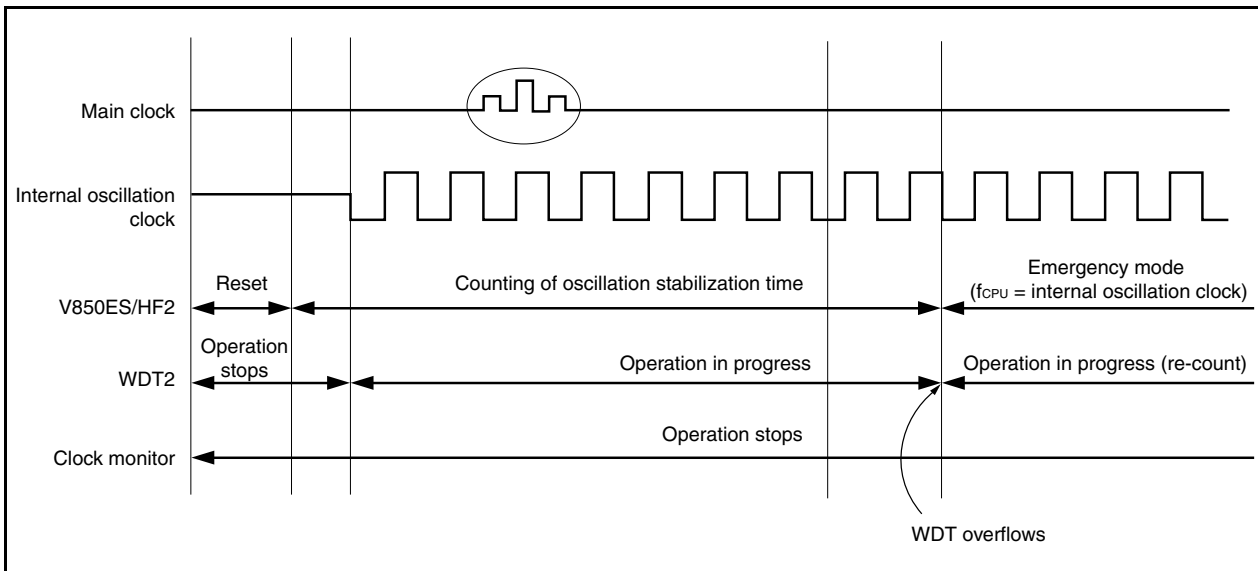 Main clock
Internal oscillation
clock
V850ES/HF2
Reset
Counting of oscillation stabilization time
Emergency mode
(fCPU = internal oscillation clock)
WDT2
Operation
stops
Operation in progress
Operation in progress (re-count)
Clock monitor
Operation stops
WDT overflows